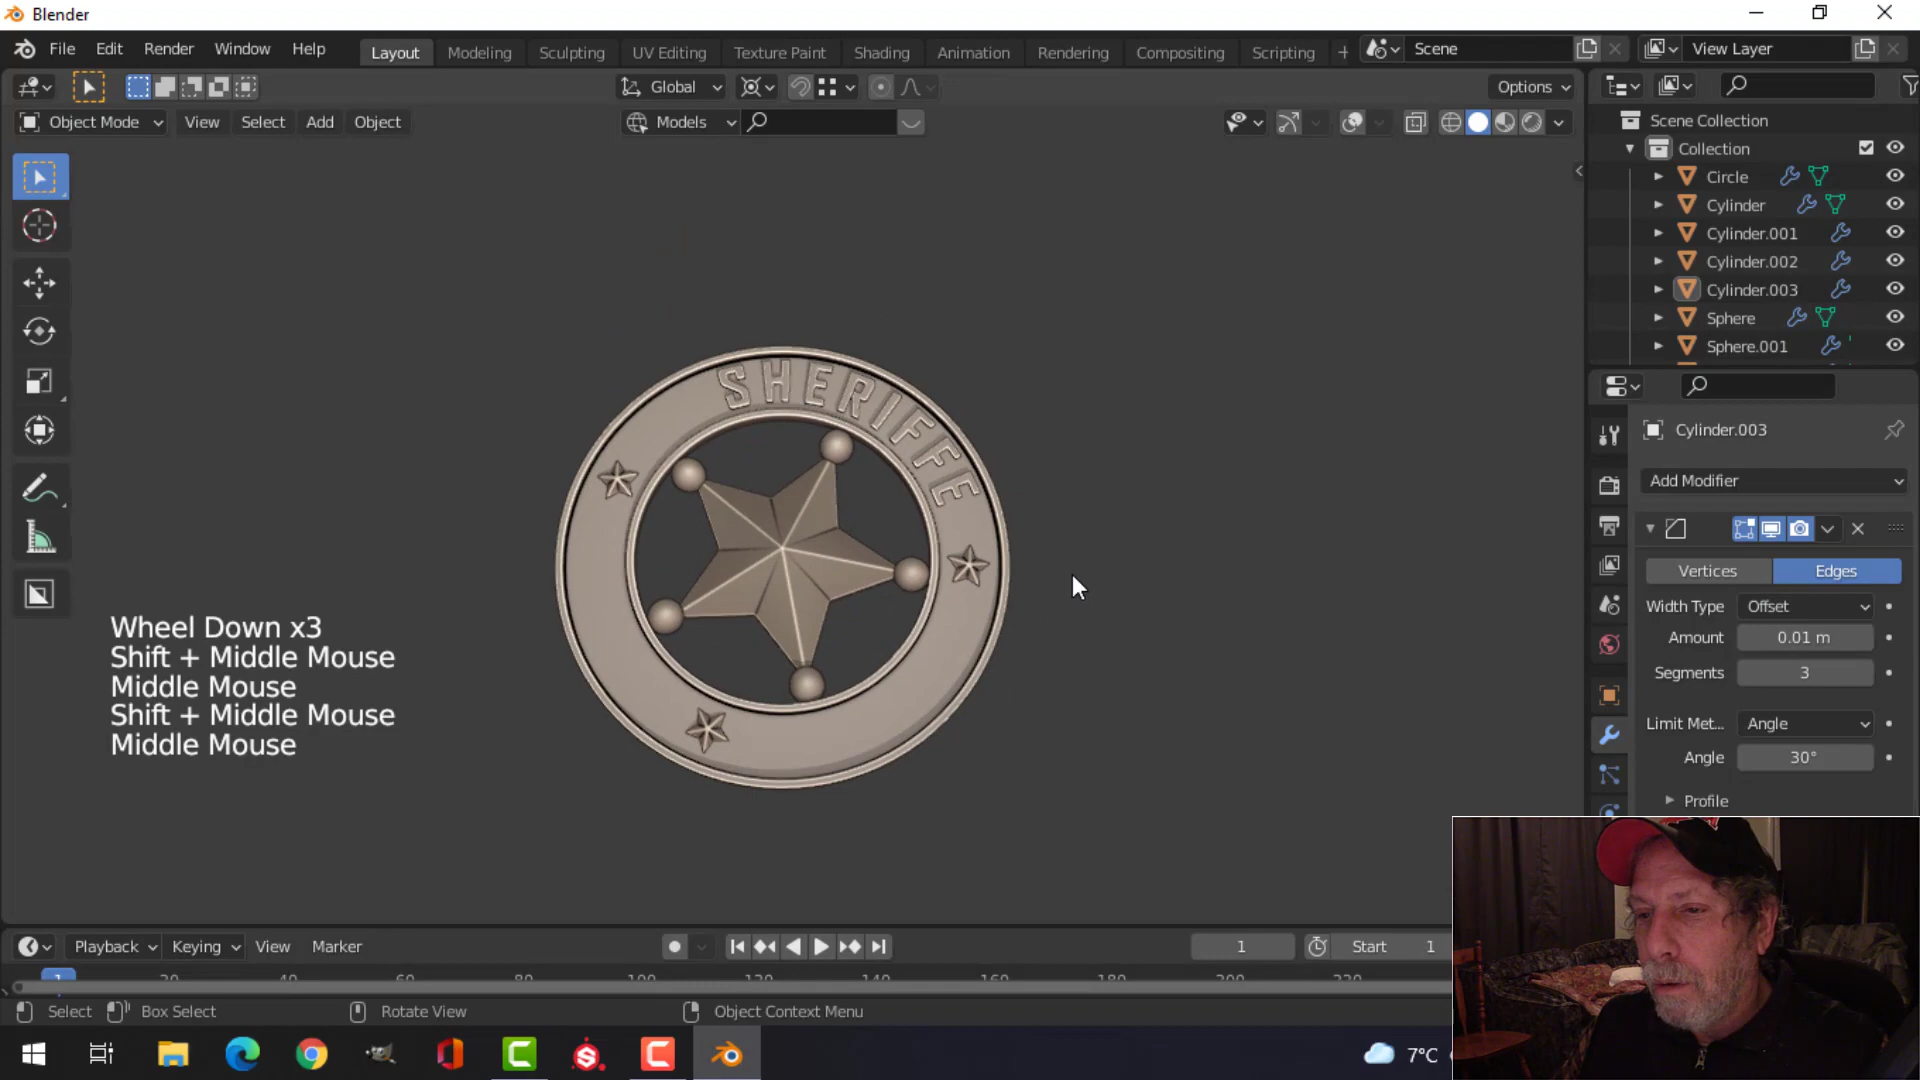 Blender
File Edit Render Window Help Layout Modeling Sculpting UV Editing Texture Paint Shading Animation Rendering Compositing Scripting + Scene View Layer
Global Options
Object Mode View Select Add Object Models
Scene Collection
Collection
Circle
Cylinder
Cylinder.001
Cylinder.002
Cylinder.003
Sphere
Sphere.001
SHERIFFE
Cylinder.003
Add Modifier
Vertices Edges
Width Type Offset
Amount 0.01 m
Segments 3
Limit Met... Angle
Angle 30°
Profile
Wheel Down x3
Shift + Middle Mouse
Middle Mouse
Shift + Middle Mouse
Middle Mouse
Playback Keying View Marker 1 Start 1
Select Box Select Rotate View Object Context Menu
7°C